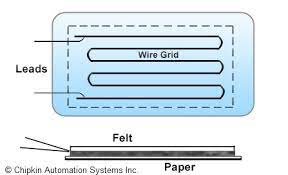 Wire Grid
Leads
Felt
Paper
© Chipkin Automation Systems Inc.